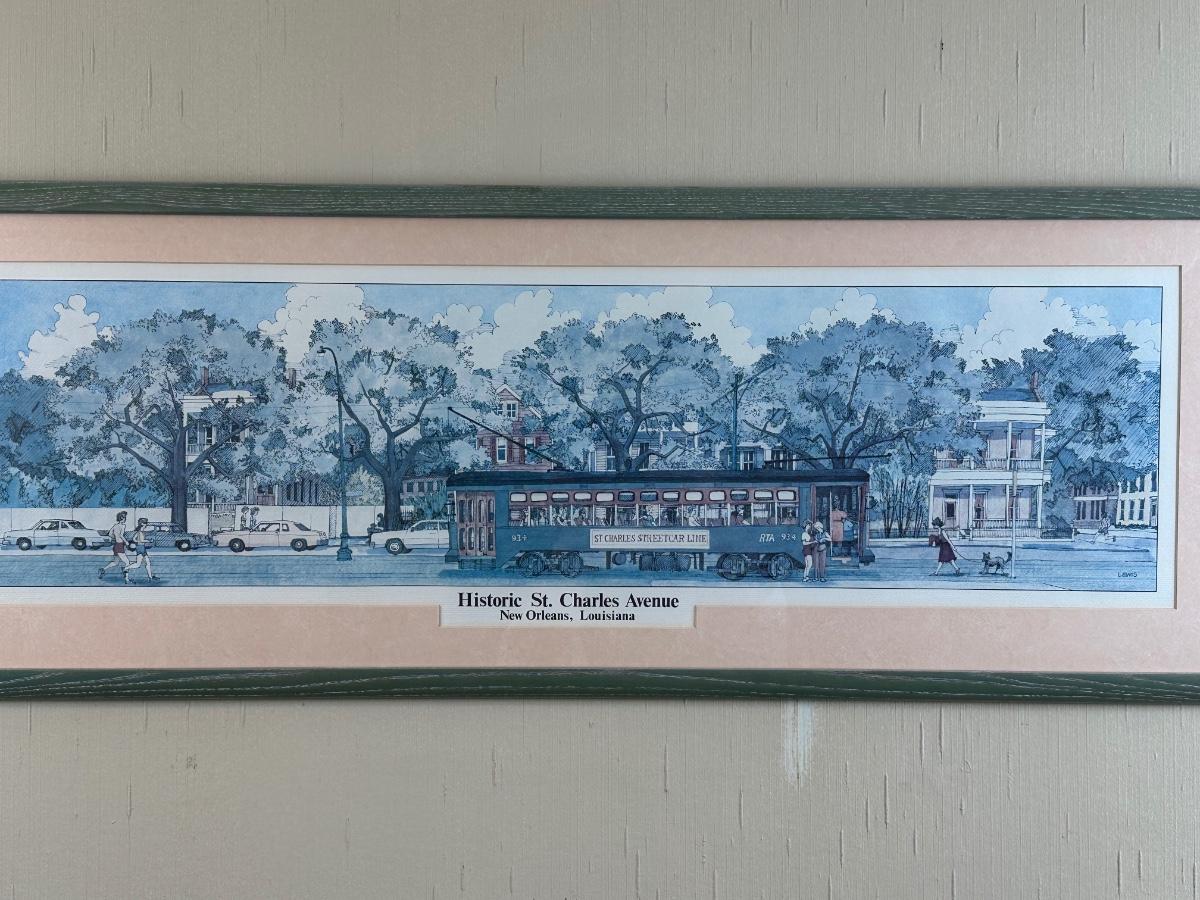 ST CHARLES STREETCAR LINE
934
RTA 934
LEWIS
Historic St. Charles Avenue
New Orleans, Louisiana